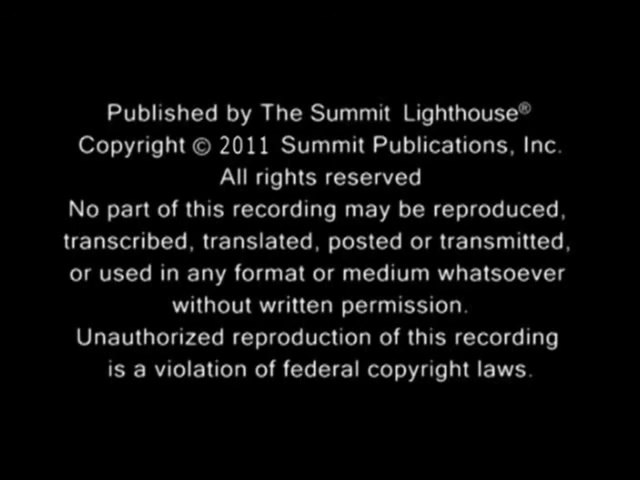 Published by The Summit Lighthouse®
Copyright © 2011 Summit Publications, Inc.
All rights reserved
No part of this recording may be reproduced,
transcribed, translated, posted or transmitted,
or used in any format or medium whatsoever
without written permission.
Unauthorized reproduction of this recording
is a violation of federal copyright laws.